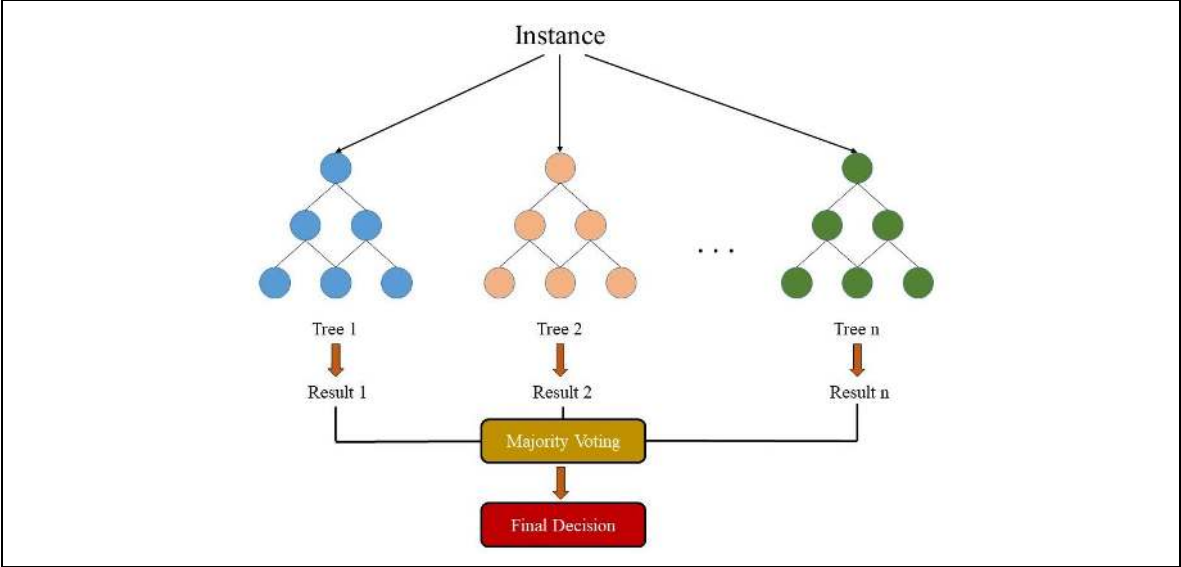 Instance
. . .
Tree 1
Tree 2
Tree n
Result 1
Result 2
Result n
Majority Voting
Final Decision